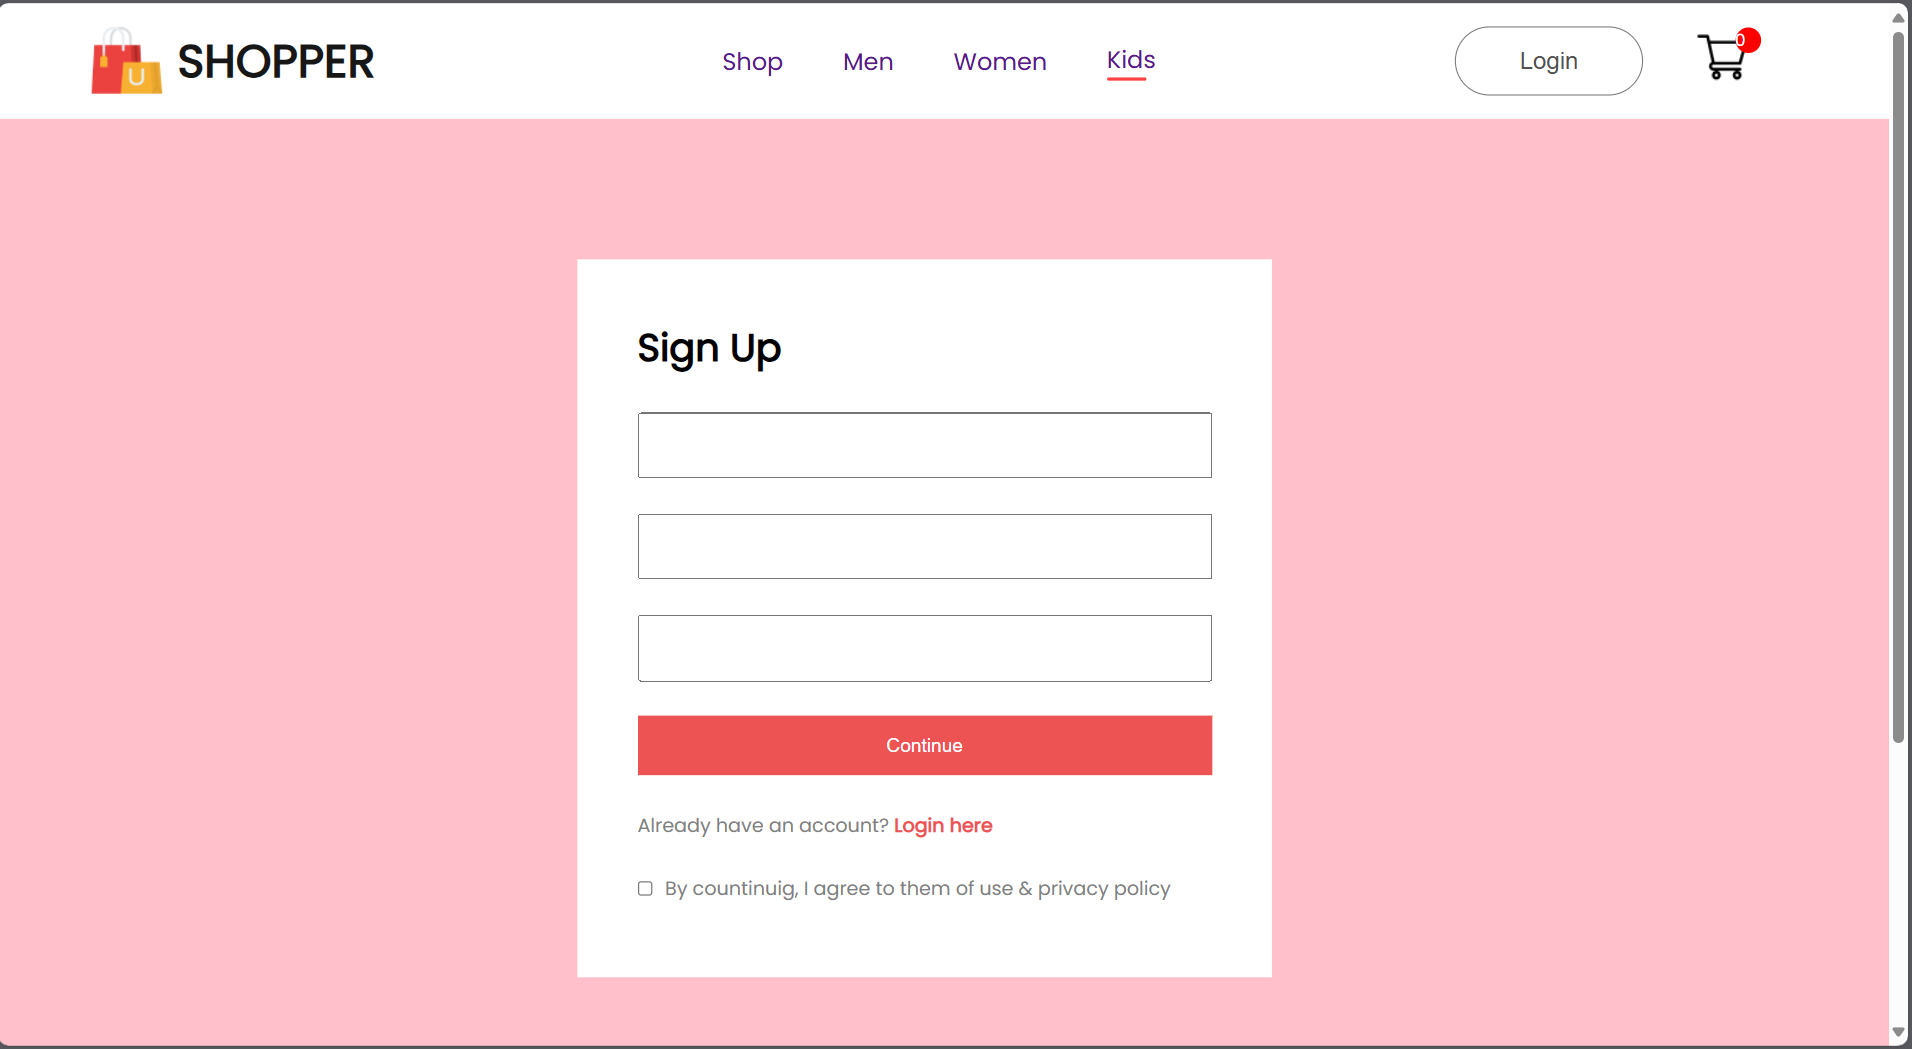 U
SHOPPER
Shop Men Women Kids
Login
0
Sign Up
Continue
Already have an account? Login here
By countinuig, I agree to them of use & privacy policy